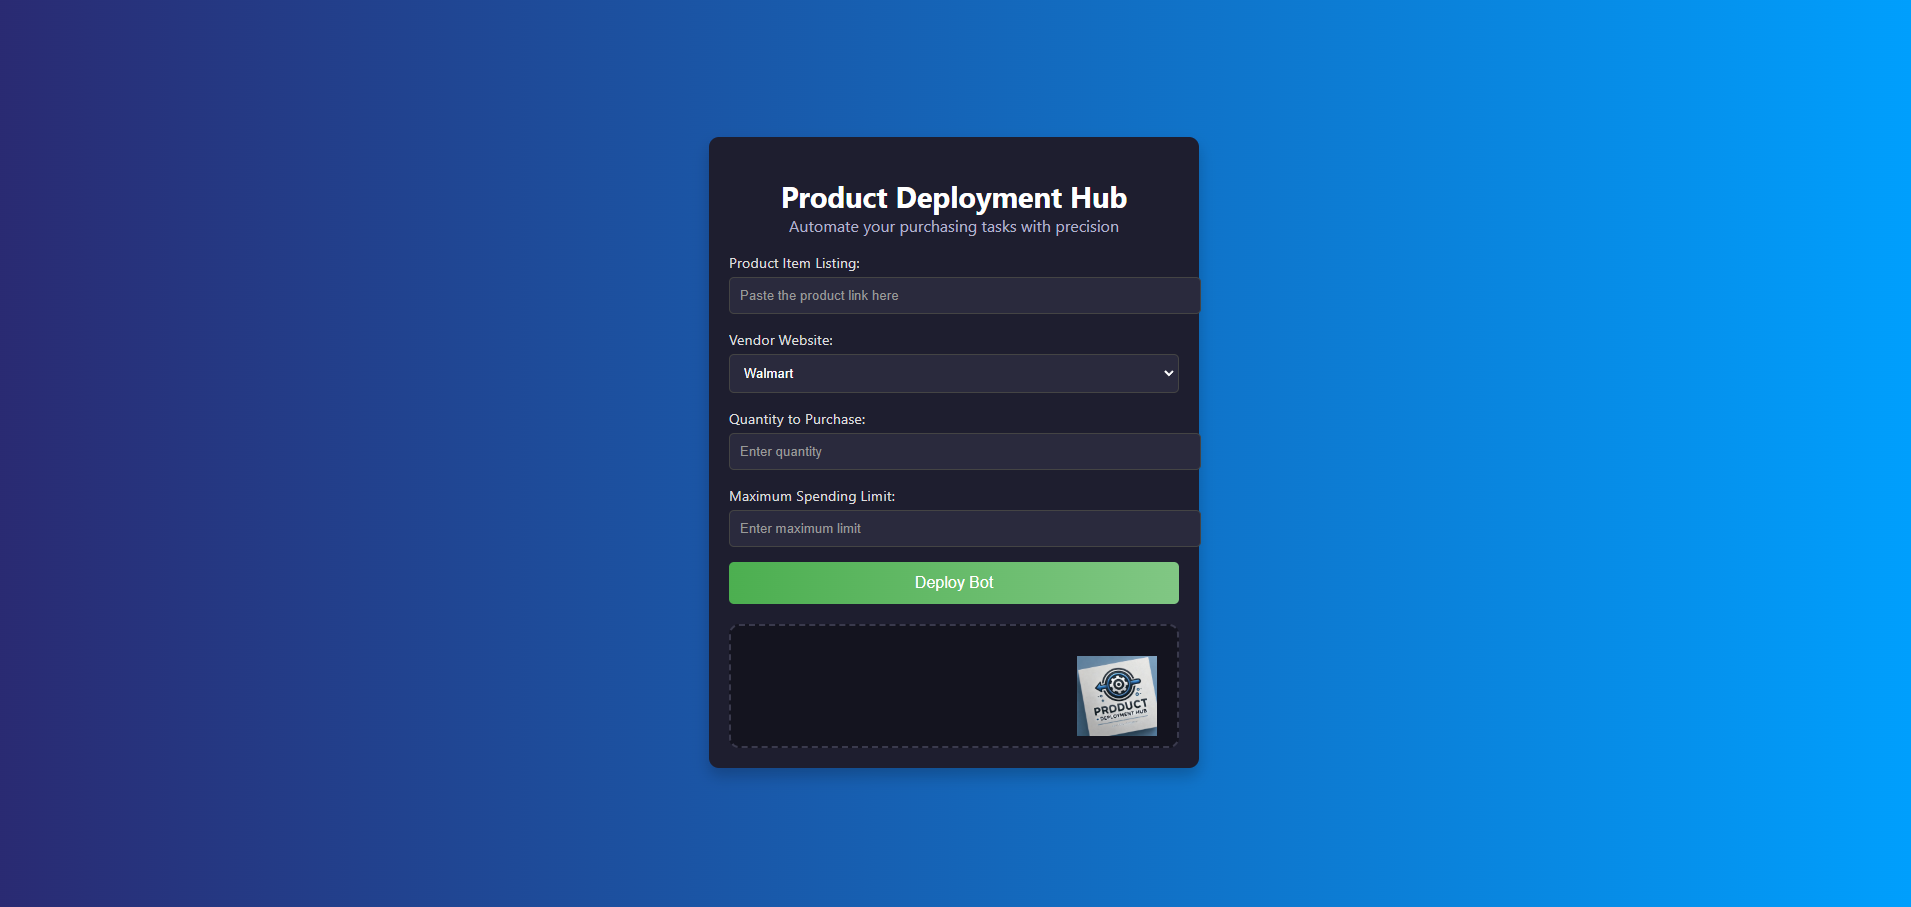 Product Deployment Hub
Automate your purchasing tasks with precision
Product Item Listing:
Paste the product link here
Vendor Website:
Walmart
Quantity to Purchase:
Enter quantity
Maximum Spending Limit:
Enter maximum limit
Deploy Bot
PRODUCT
DEPLOYMENT HUB